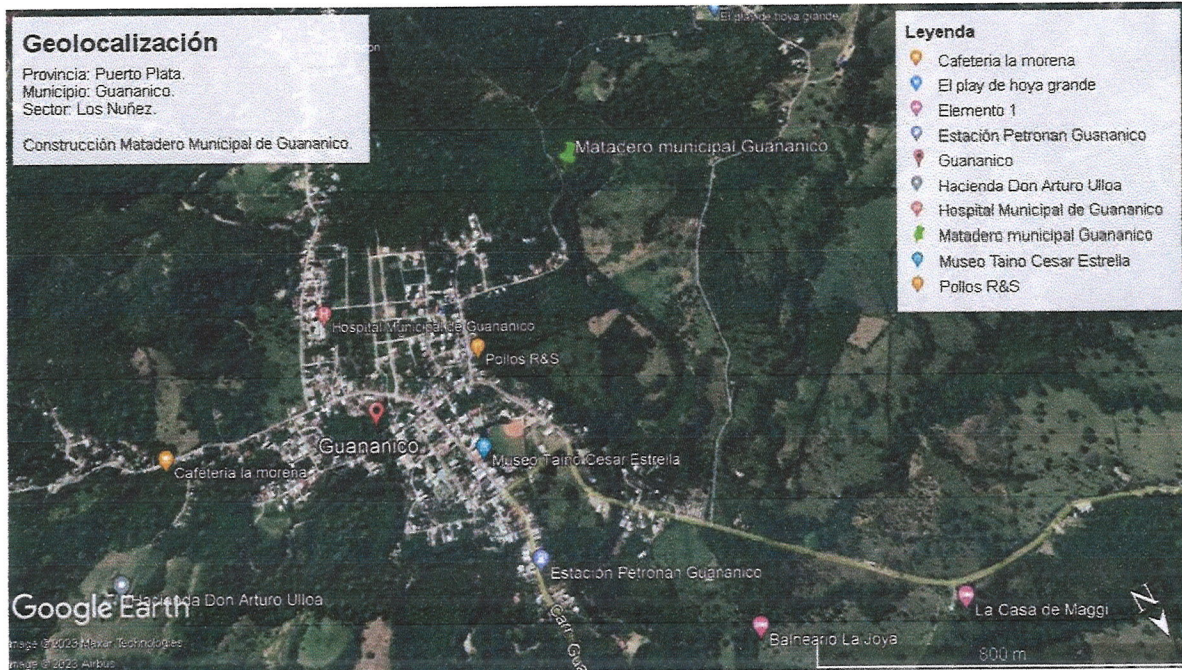 Geolocalización
Provincia: Puerto Plata.
Municipio: Guananico.
Sector: Los Nuñez.
Construcción Matadero Municipal de Guananico.
El play de hoya grande
Leyenda
Cafeteria la morena
El play de hoya grande
Elemento 1
Estación Petronan Guananico
Guananico
Hacienda Don Arturo Ulloa
Hospital Municipal de Guananico
Matadero municipal Guananico
Museo Taino Cesar Estrella
Pollos R&S
Matadero municipal Guananico
Hospital Municipal de Guananico
Pollos R&S
Guananico
Museo Taino Cesar Estrella
Cafeteria la morena
Estación Petronan Guananico
Hacienda Don Arturo Ulloa
Google Earth
La Casa de Maggi
Balneario La Joya
Carr. Gua
N
800 m
Image © 2023 Maxar Technologies
Image © 2023 Airbus